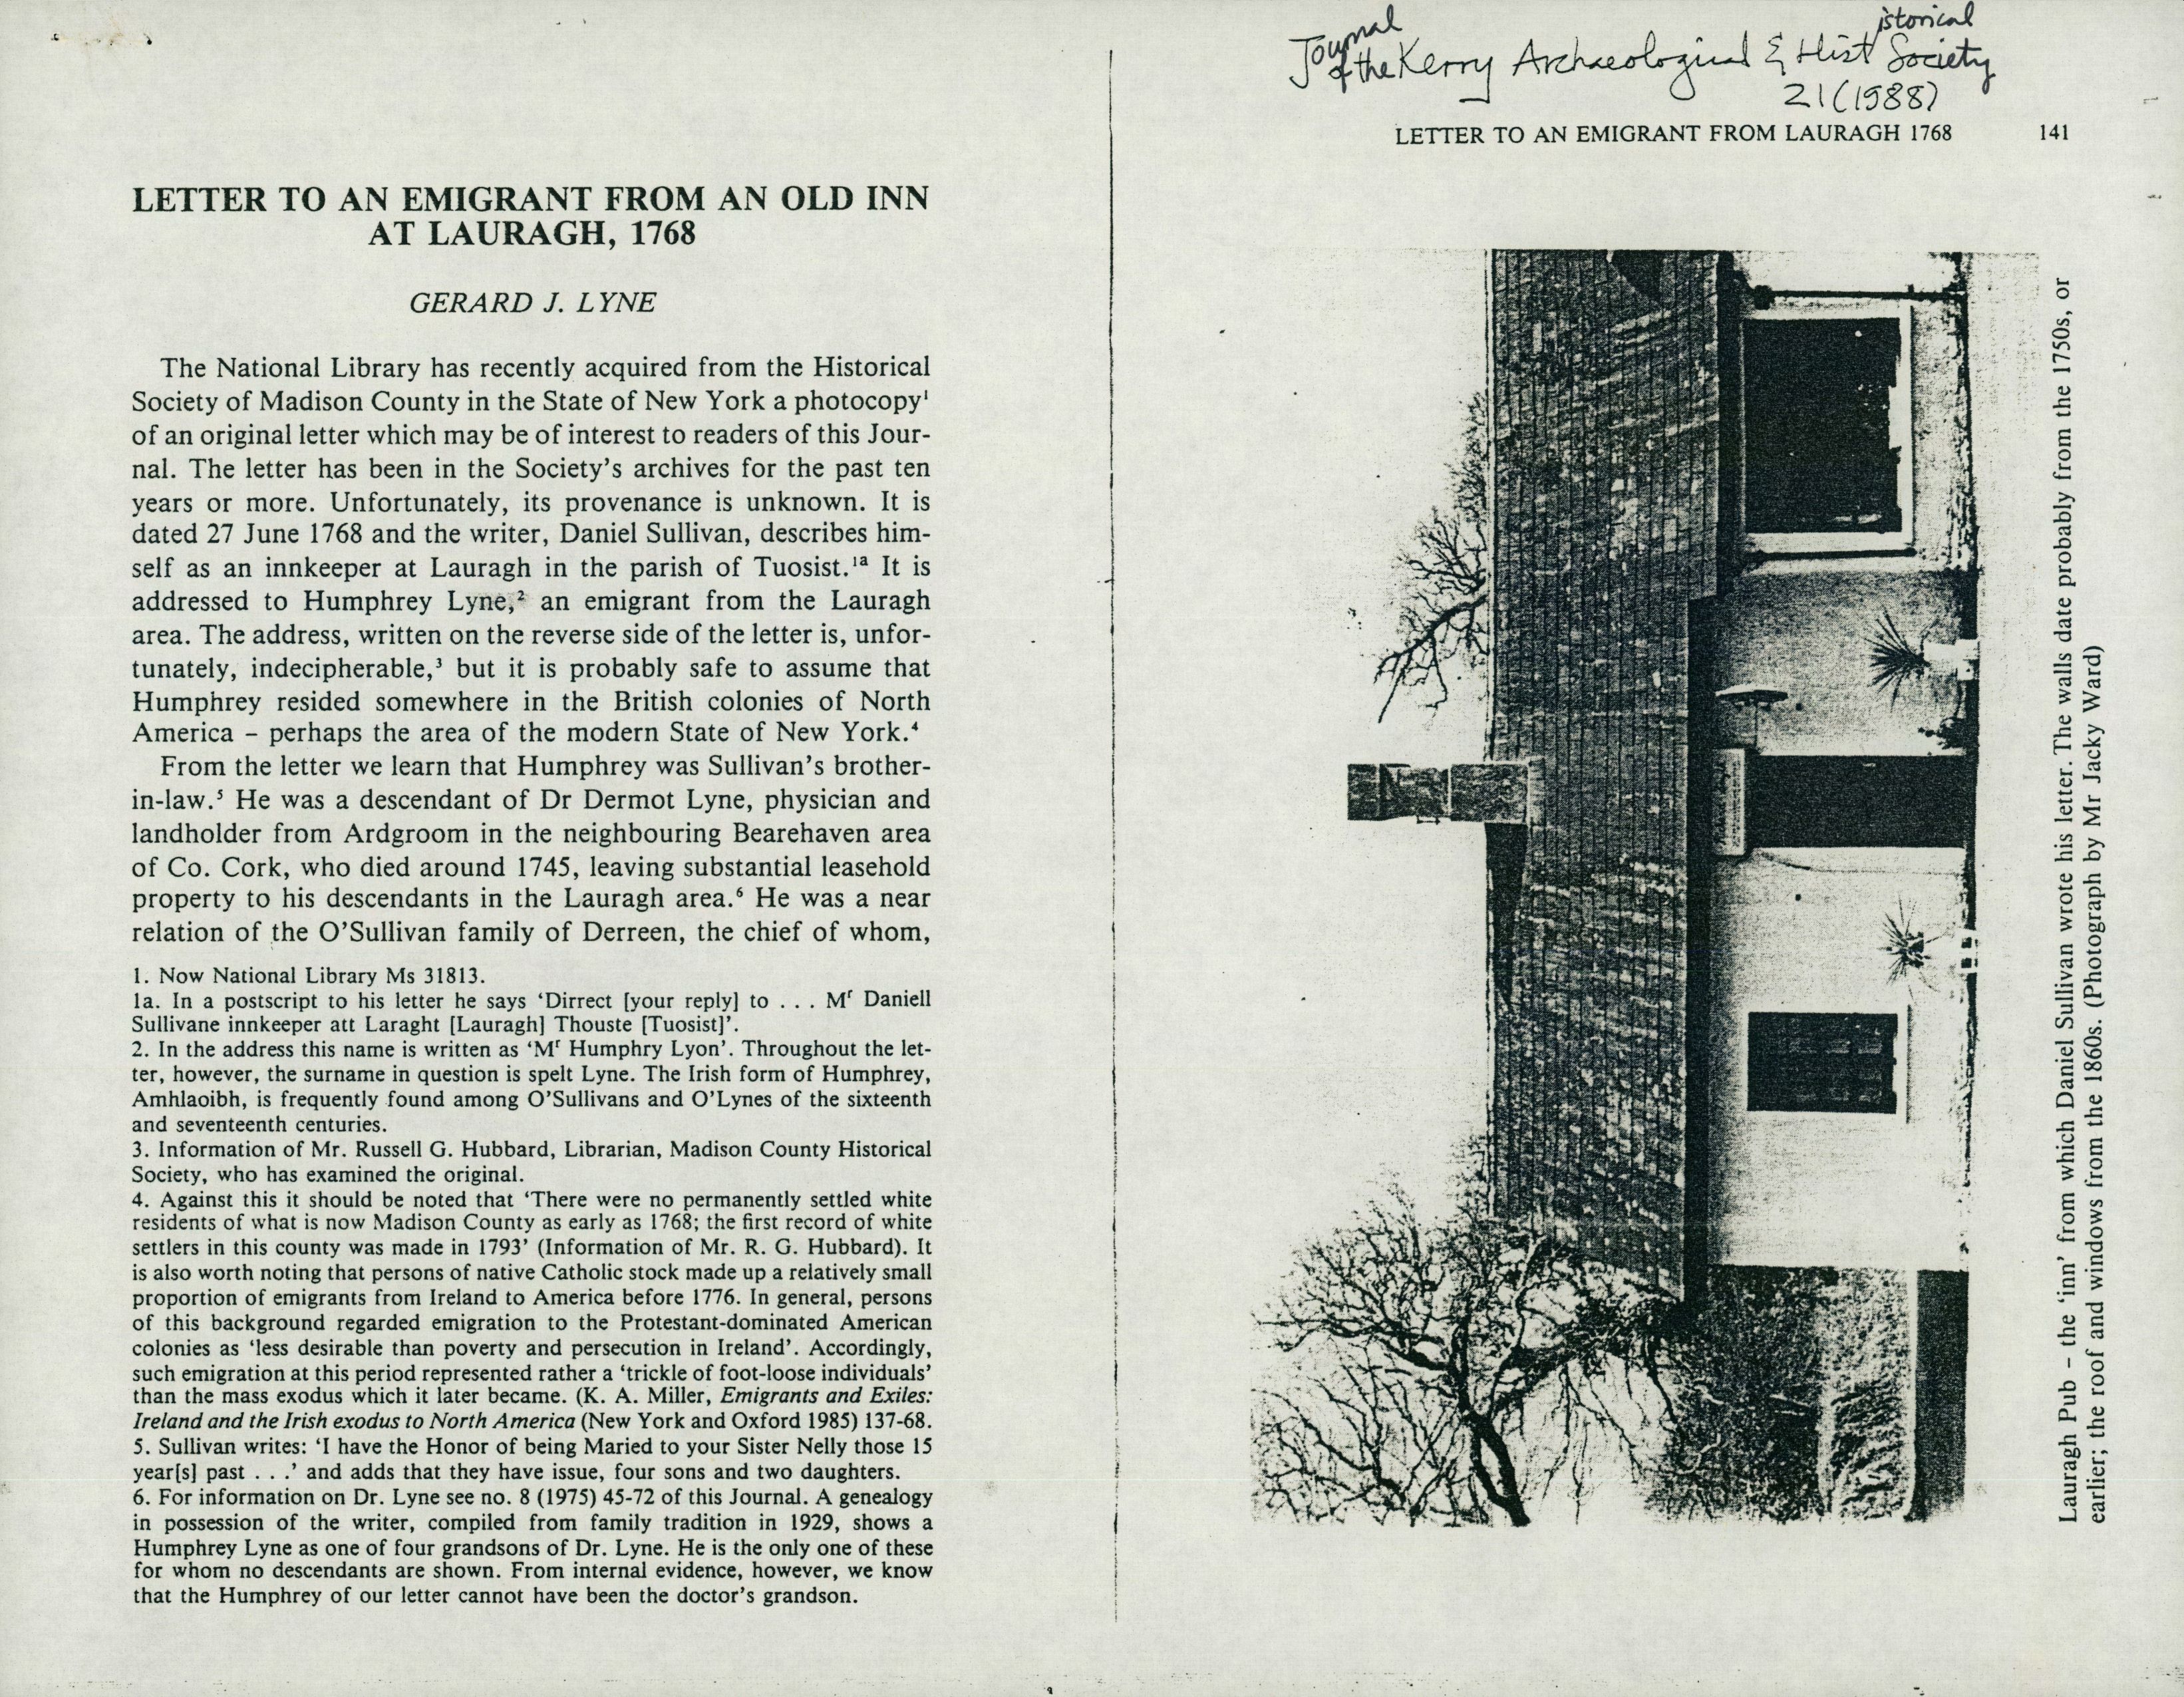 LETTER TO AN EMIGRANT FROM AN OLD INN
AT LAURAGH, 1768
GERARD J. LYNE
The National Library has recently acquired from the Historical
Society of Madison County in the State of New York a photocopy¹
of an original letter which may be of interest to readers of this Jour-
nal. The letter has been in the Society's archives for the past ten
years or more. Unfortunately, its provenance is unknown. It is
dated 27 June 1768 and the writer, Daniel Sullivan, describes him-
self as an innkeeper at Lauragh in the parish of Tuosist.¹ᵃ It is
addressed to Humphrey Lyne,² an emigrant from the Lauragh
area. The address, written on the reverse side of the letter is, unfor-
tunately, indecipherable,³ but it is probably safe to assume that
Humphrey resided somewhere in the British colonies of North
America – perhaps the area of the modern State of New York.⁴
From the letter we learn that Humphrey was Sullivan's brother-
in-law.⁵ He was a descendant of Dr Dermot Lyne, physician and
landholder from Ardgroom in the neighbouring Bearehaven area
of Co. Cork, who died around 1745, leaving substantial leasehold
property to his descendants in the Lauragh area.⁶ He was a near
relation of the O'Sullivan family of Derreen, the chief of whom,
1. Now National Library Ms 31813.
1a. In a postscript to his letter he says 'Dirrect [your reply] to . . . Mʳ Daniell
Sullivane innkeeper att Laraght [Lauragh] Thouste [Tuosist]'.
2. In the address this name is written as 'Mʳ Humphry Lyon'. Throughout the let-
ter, however, the surname in question is spelt Lyne. The Irish form of Humphrey,
Amhlaoibh, is frequently found among O'Sullivans and O'Lynes of the sixteenth
and seventeenth centuries.
3. Information of Mr. Russell G. Hubbard, Librarian, Madison County Historical
Society, who has examined the original.
4. Against this it should be noted that 'There were no permanently settled white
residents of what is now Madison County as early as 1768; the first record of white
settlers in this county was made in 1793' (Information of Mr. R. G. Hubbard). It
is also worth noting that persons of native Catholic stock made up a relatively small
proportion of emigrants from Ireland to America before 1776. In general, persons
of this background regarded emigration to the Protestant-dominated American
colonies as 'less desirable than poverty and persecution in Ireland'. Accordingly,
such emigration at this period represented rather a 'trickle of foot-loose individuals'
than the mass exodus which it later became. (K. A. Miller, Emigrants and Exiles:
Ireland and the Irish exodus to North America (New York and Oxford 1985) 137-68.
5. Sullivan writes: 'I have the Honor of being Maried to your Sister Nelly those 15
year[s] past . . .' and adds that they have issue, four sons and two daughters.
6. For information on Dr. Lyne see no. 8 (1975) 45-72 of this Journal. A genealogy
in possession of the writer, compiled from family tradition in 1929, shows a
Humphrey Lyne as one of four grandsons of Dr. Lyne. He is the only one of these
for whom no descendants are shown. From internal evidence, however, we know
that the Humphrey of our letter cannot have been the doctor's grandson.
Journal of the Kerry Archaeological & Historical Society
21 (1988)
LETTER TO AN EMIGRANT FROM LAURAGH 1768 141
Lauragh Pub – the 'inn' from which Daniel Sullivan wrote his letter. The walls date probably from the 1750s, or
earlier; the roof and windows from the 1860s. (Photograph by Mr Jacky Ward)